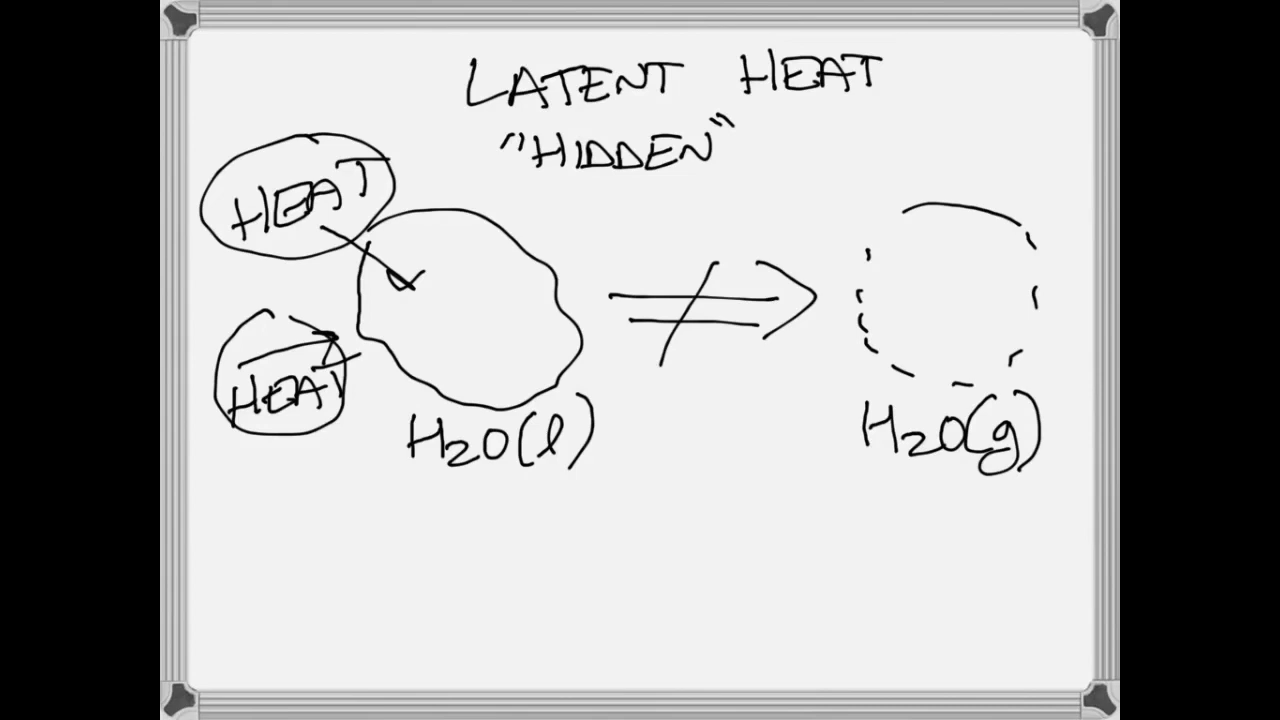 LATENT HEAT
"HIDDEN"
HEAT
HEAT
H2O(l)
H2O(g)